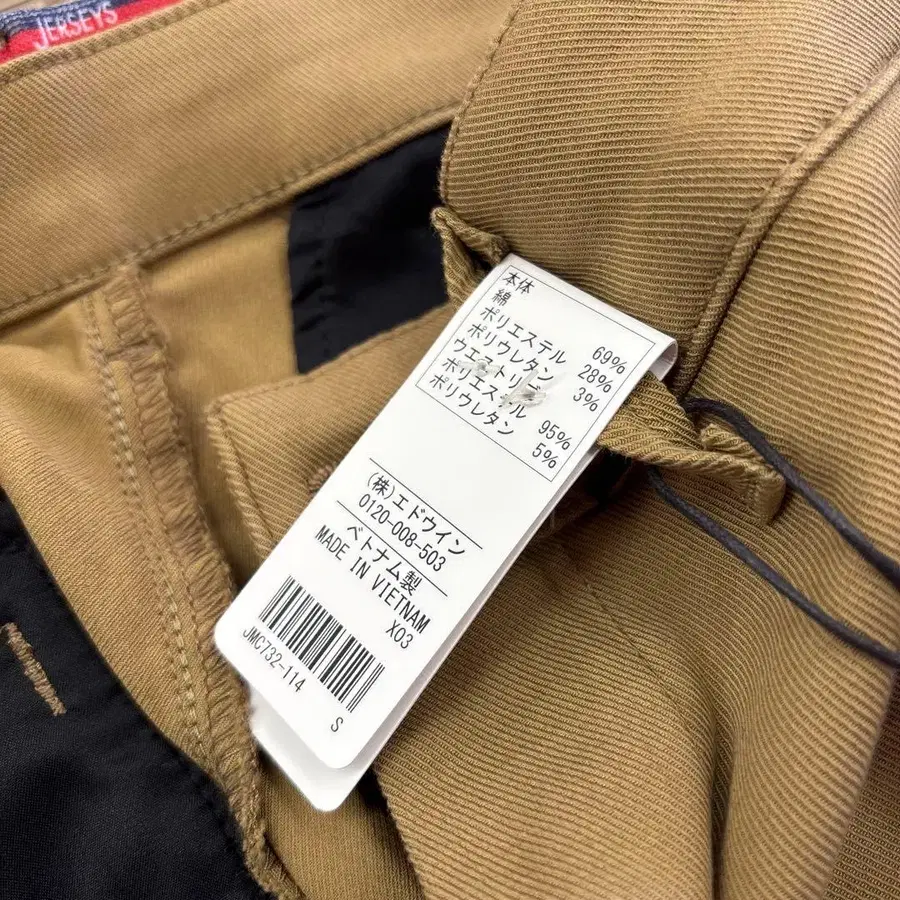 JERSEYS
本体
綿 69%
ポリエステル 28%
ポリウレタン 3%
ウエストリブ
ポリエステル 95%
ポリウレタン 5%
(株)エドウイン
0120-008-503
ベトナム製
MADE IN VIETNAM
X03
JMC732-114
S